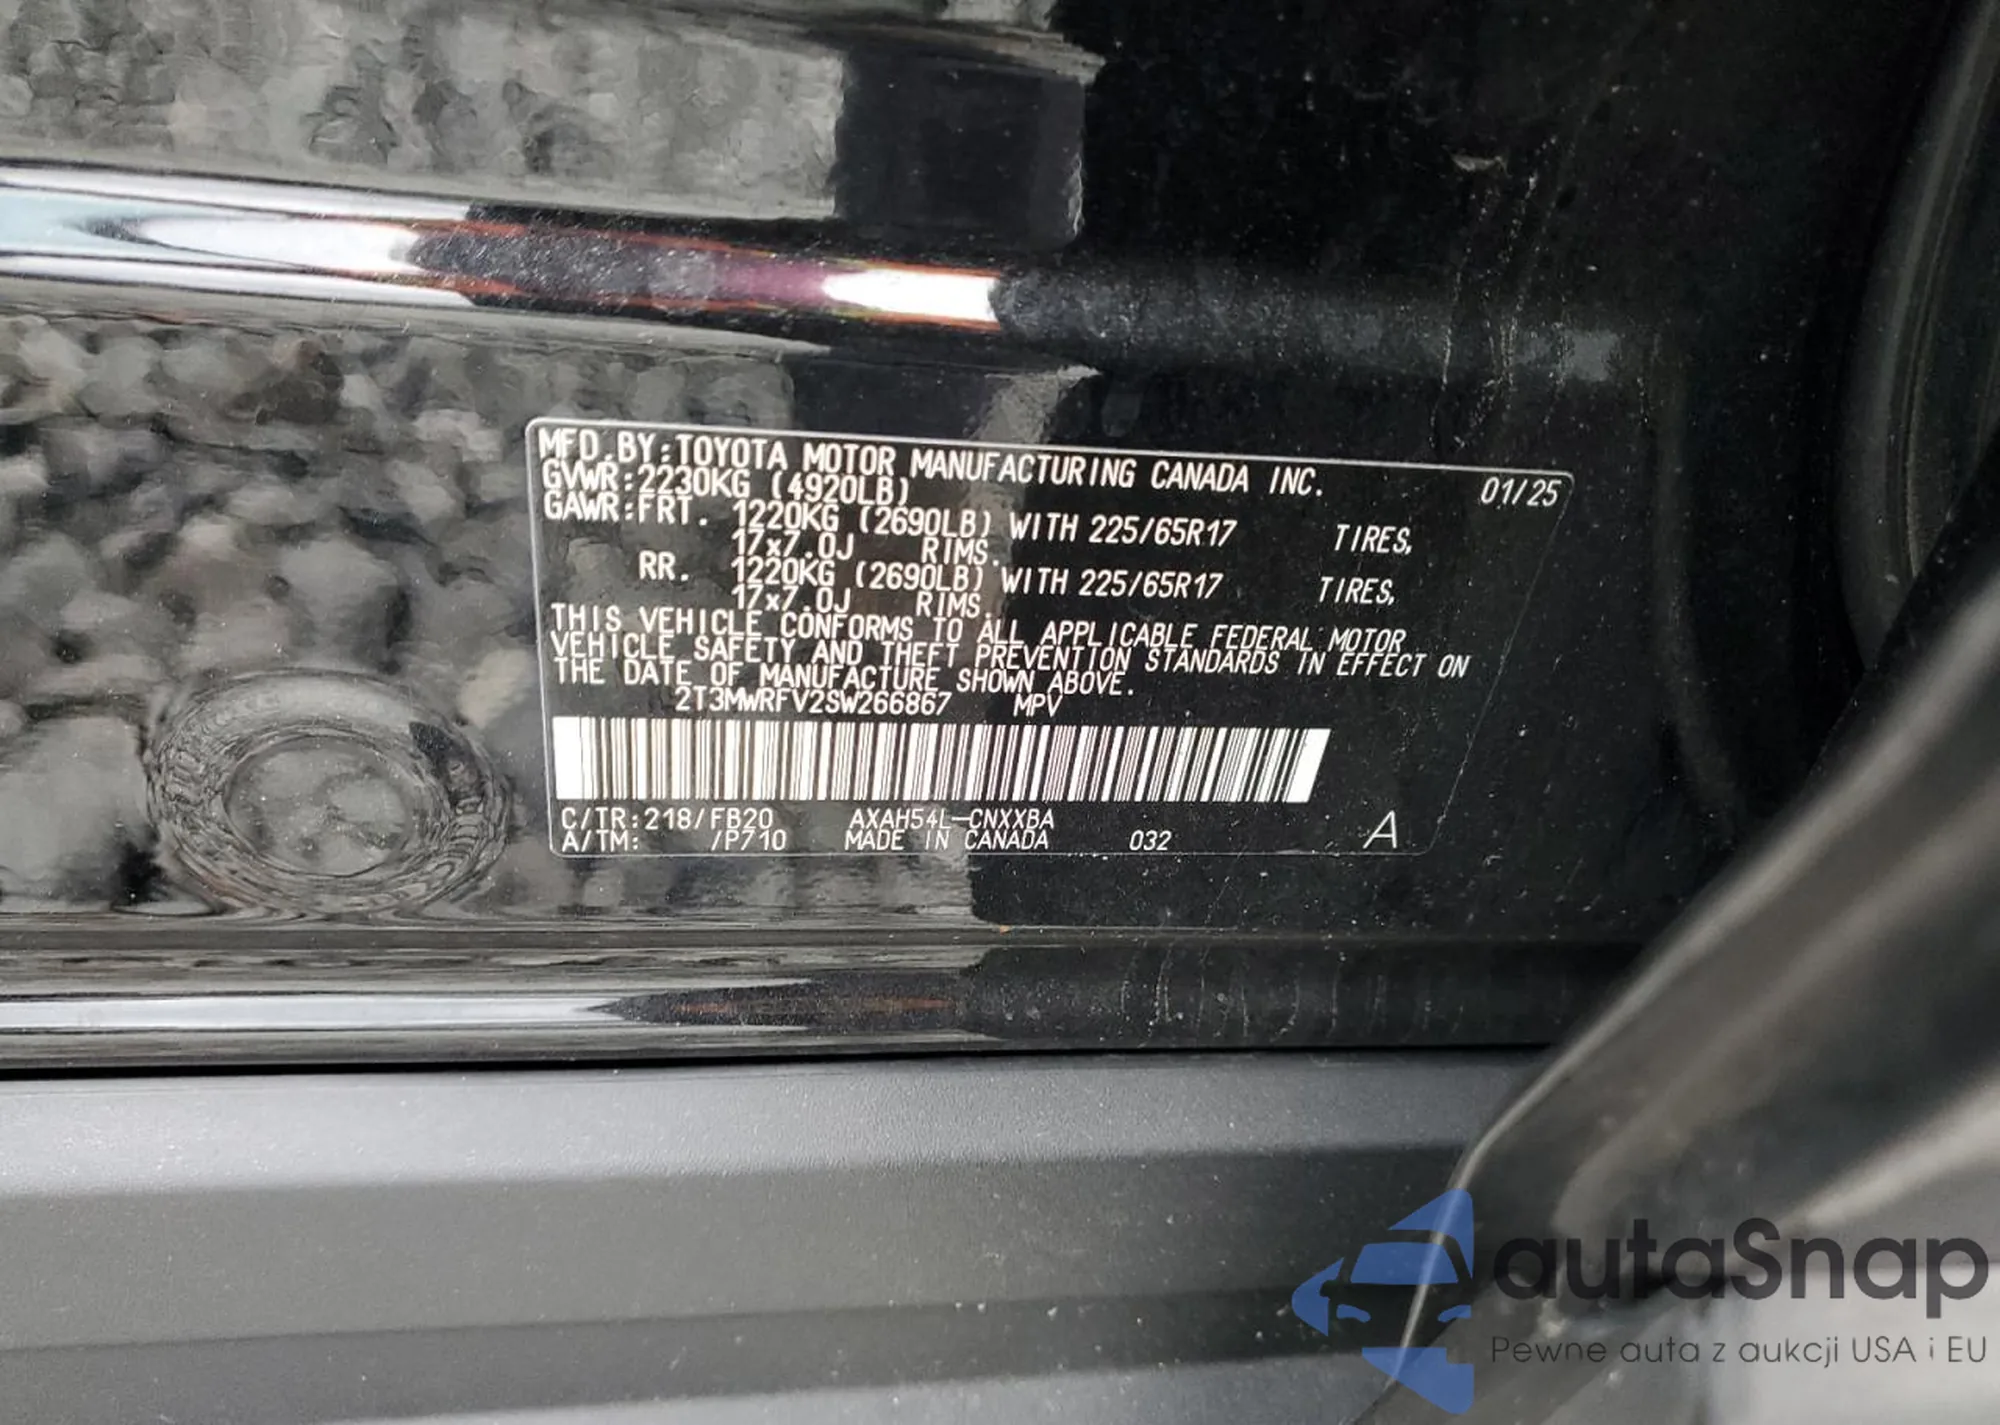 MFD.BY:TOYOTA MOTOR MANUFACTURING CANADA INC. 01/25
GVWR:2230KG (4920LB)
GAWR:FRT. 1220KG (2690LB) WITH 225/65R17 TIRES,
17x7.0J RIMS.
RR. 1220KG (2690LB) WITH 225/65R17 TIRES,
17x7.0J RIMS.
THIS VEHICLE CONFORMS TO ALL APPLICABLE FEDERAL MOTOR
VEHICLE SAFETY AND THEFT PREVENTION STANDARDS IN EFFECT ON
THE DATE OF MANUFACTURE SHOWN ABOVE.
2T3MWRFV2SW266867 MPV
C/TR:218/FB20 AXAH54L-CNXXBA
A/TM: /P710 MADE IN CANADA 032 A
autaSnap
Pewne auta z aukcji USA i EU